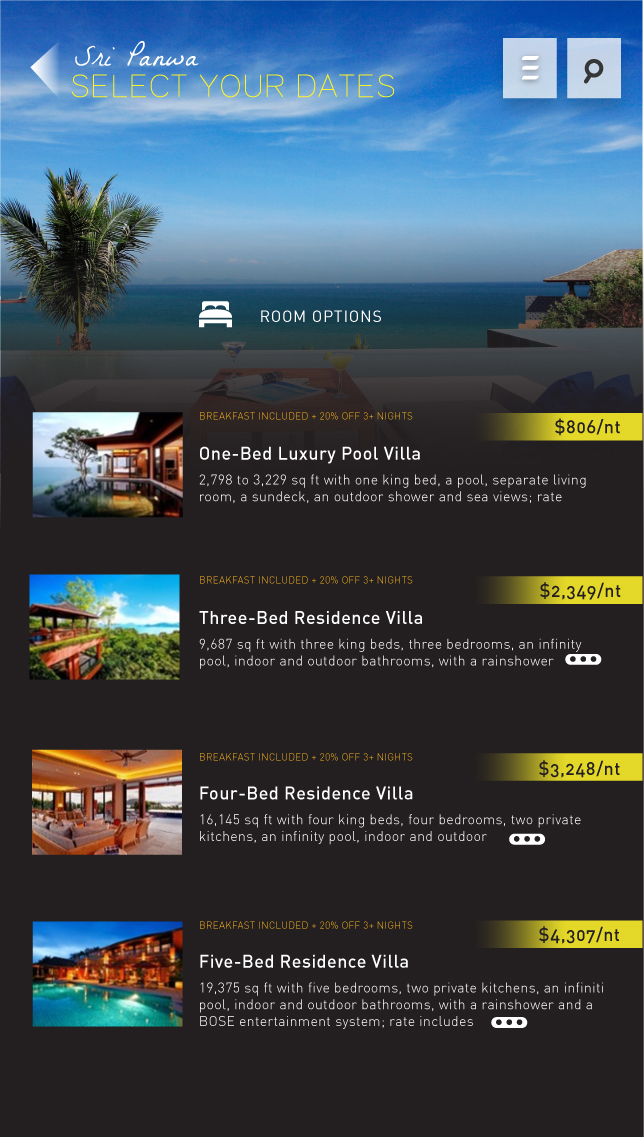 Sri Panwa
SELECT YOUR DATES
ROOM OPTIONS
BREAKFAST INCLUDED + 20% OFF 3+ NIGHTS
$806/nt
One-Bed Luxury Pool Villa
2,798 to 3,229 sq ft with one king bed, a pool, separate living
room, a sundeck, an outdoor shower and sea views; rate
BREAKFAST INCLUDED + 20% OFF 3+ NIGHTS
$2,349/nt
Three-Bed Residence Villa
9,687 sq ft with three king beds, three bedrooms, an infinity
pool, indoor and outdoor bathrooms, with a rainshower
BREAKFAST INCLUDED + 20% OFF 3+ NIGHTS
$3,248/nt
Four-Bed Residence Villa
16,145 sq ft with four king beds, four bedrooms, two private
kitchens, an infinity pool, indoor and outdoor
BREAKFAST INCLUDED + 20% OFF 3+ NIGHTS
$4,307/nt
Five-Bed Residence Villa
19,375 sq ft with five bedrooms, two private kitchens, an infiniti
pool, indoor and outdoor bathrooms, with a rainshower and a
BOSE entertainment system; rate includes